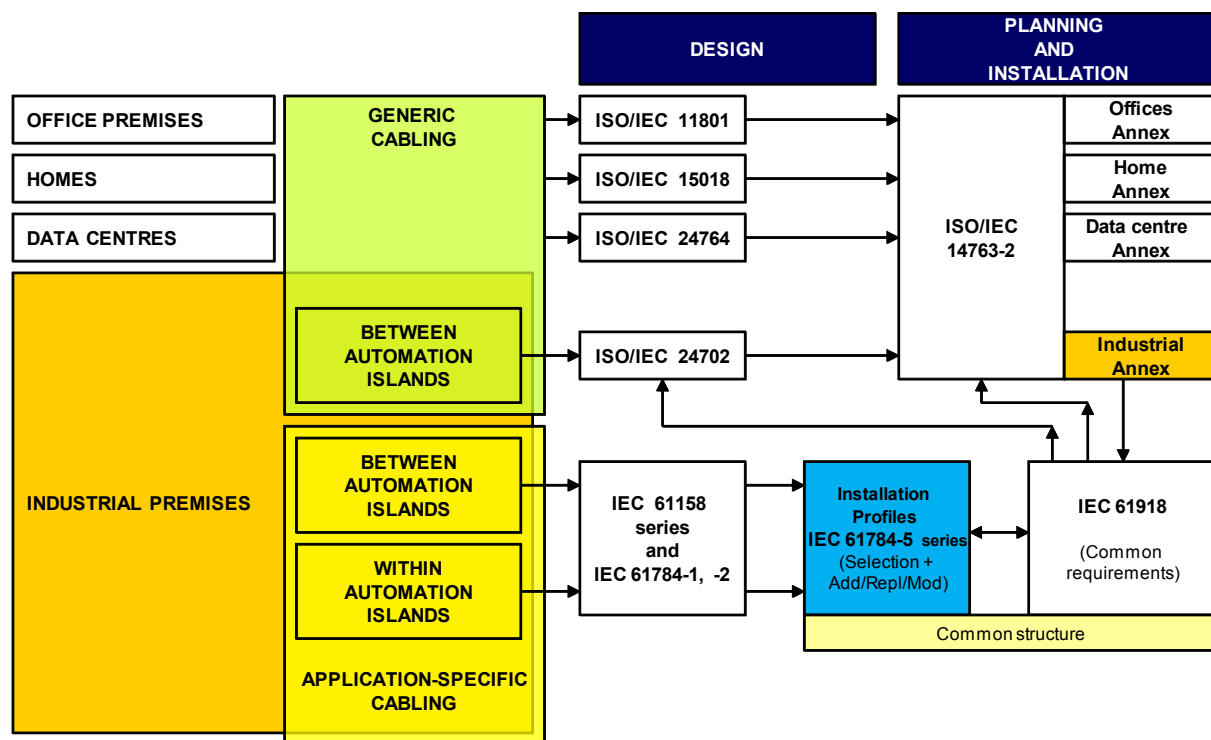 DESIGN
PLANNING
AND
INSTALLATION
OFFICE PREMISES
HOMES
DATA CENTRES
INDUSTRIAL PREMISES
GENERIC
CABLING
BETWEEN
AUTOMATION
ISLANDS
BETWEEN
AUTOMATION
ISLANDS
WITHIN
AUTOMATION
ISLANDS
APPLICATION-SPECIFIC
CABLING
ISO/IEC 11801
ISO/IEC 15018
ISO/IEC 24764
ISO/IEC 24702
IEC 61158
series
and
IEC 61784-1, -2
ISO/IEC
14763-2
Offices
Annex
Home
Annex
Data centre
Annex
Industrial
Annex
Installation
Profiles
IEC 61784-5 series
(Selection +
Add/Repl/Mod)
IEC 61918
(Common
requirements)
Common structure